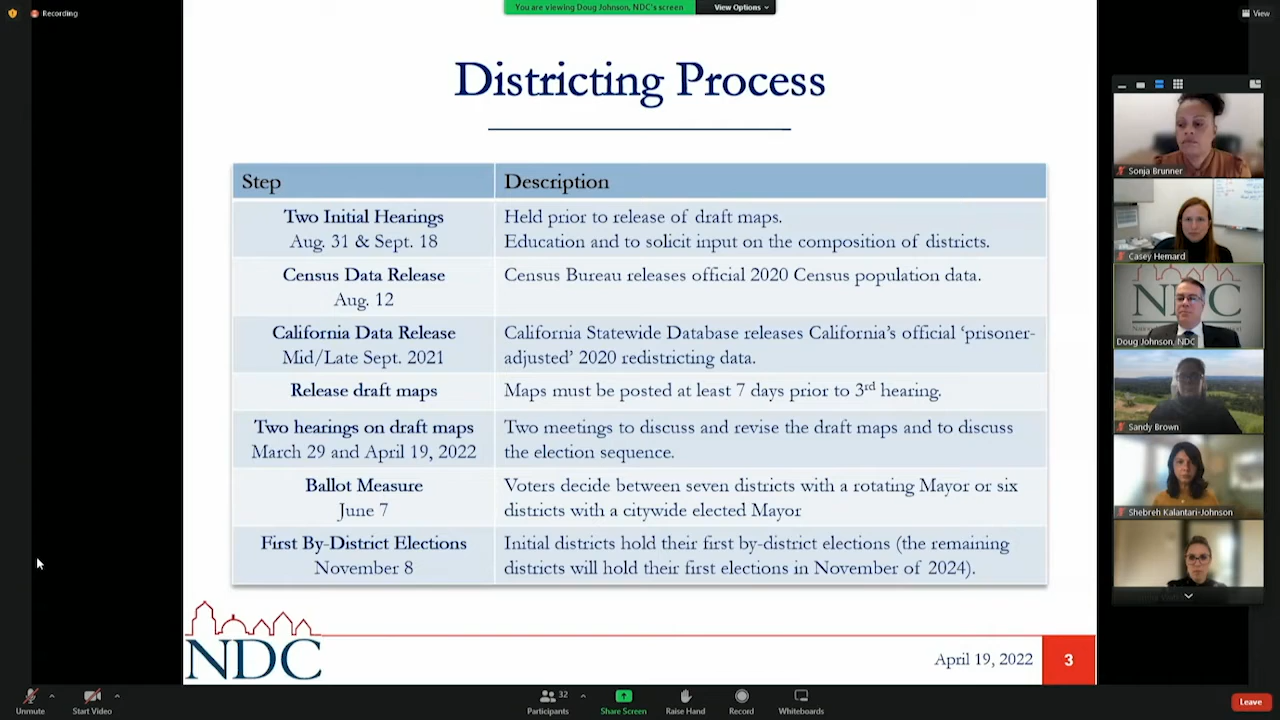 Recording
You are viewing Doug Johnson, NDC's screen
View Options
View
Districting Process
Step
Description
Two Initial Hearings
Aug. 31 & Sept. 18
Held prior to release of draft maps.
Education and to solicit input on the composition of districts.
Census Data Release
Aug. 12
Census Bureau releases official 2020 Census population data.
California Data Release
Mid/Late Sept. 2021
California Statewide Database releases California's official 'prisoner-
adjusted' 2020 redistricting data.
Release draft maps
Maps must be posted at least 7 days prior to 3rd hearing.
Two hearings on draft maps
March 29 and April 19, 2022
Two meetings to discuss and revise the draft maps and to discuss
the election sequence.
Ballot Measure
June 7
Voters decide between seven districts with a rotating Mayor or six
districts with a citywide elected Mayor
First By-District Elections
November 8
Initial districts hold their first by-district elections (the remaining
districts will hold their first elections in November of 2024).
NDC
April 19, 2022
3
Sonja Brunner
Casey Hemard
NDC
Doug Johnson, NDC
Sandy Brown
Shebreh Kalantari-Johnson
Unmute
Start Video
32
Participants
Share Screen
Raise Hand
Record
Whiteboards
Leave